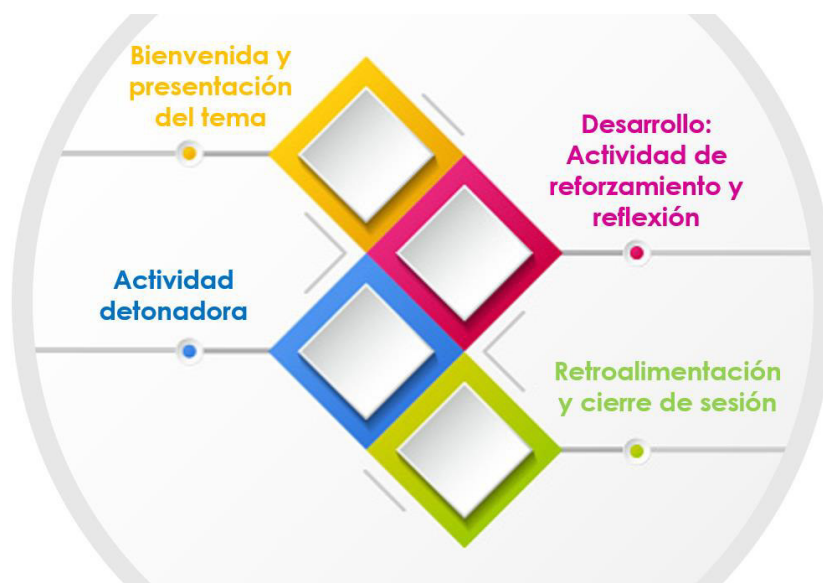 Bienvenida y
presentación
del tema
Desarrollo:
Actividad de
reforzamiento y
reflexión
Actividad
detonadora
Retroalimentación
y cierre de sesión